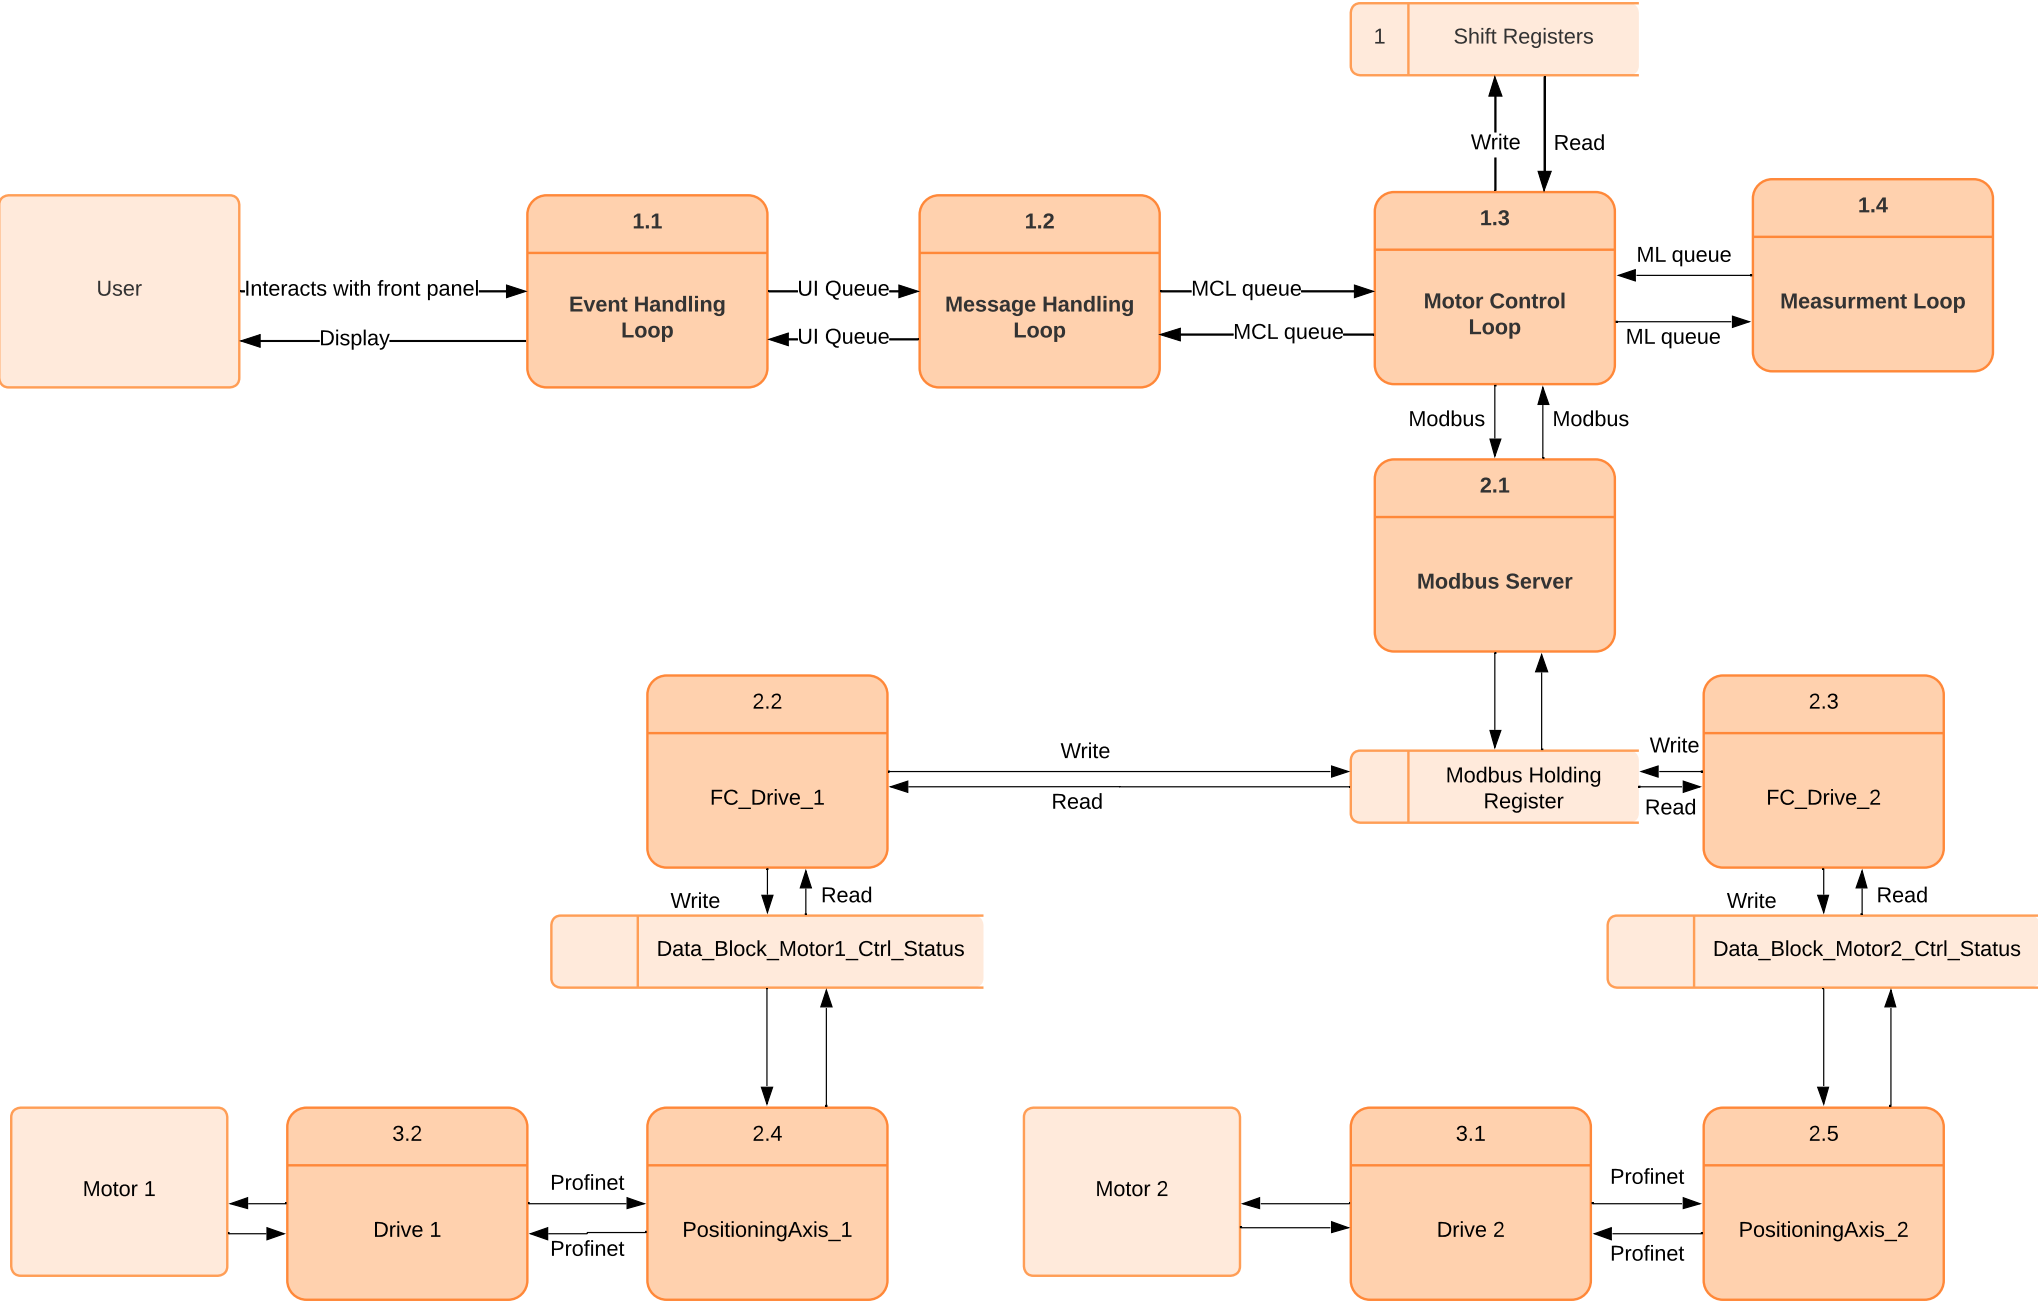 1
Shift Registers
Write
Read
User
Interacts with front panel
Display
1.1
Event Handling
Loop
UI Queue
UI Queue
1.2
Message Handling
Loop
MCL queue
MCL queue
1.3
Motor Control
Loop
ML queue
ML queue
1.4
Measurment Loop
Modbus
Modbus
2.1
Modbus Server
2.2
FC_Drive_1
Write
Read
Modbus Holding
Register
Write
Read
2.3
FC_Drive_2
Write
Read
Data_Block_Motor1_Ctrl_Status
Write
Read
Data_Block_Motor2_Ctrl_Status
Motor 1
3.2
Drive 1
Profinet
Profinet
2.4
PositioningAxis_1
Motor 2
3.1
Drive 2
Profinet
Profinet
2.5
PositioningAxis_2